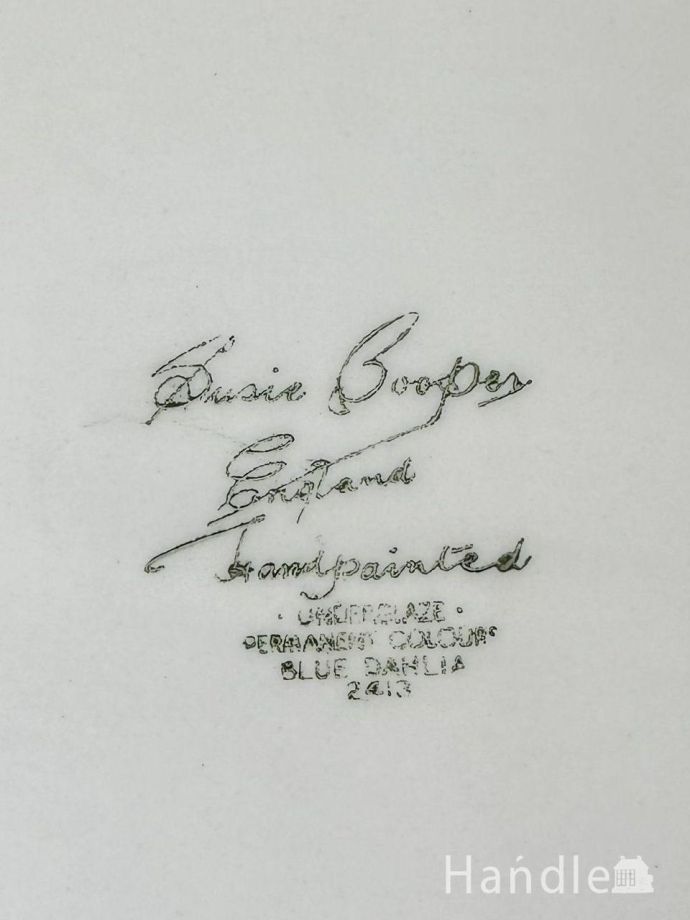 Susie Cooper
England
Handpainted
· UNDERGLAZE ·
PERMANENT COLOURS
BLUE DAHLIA
2413
Handle